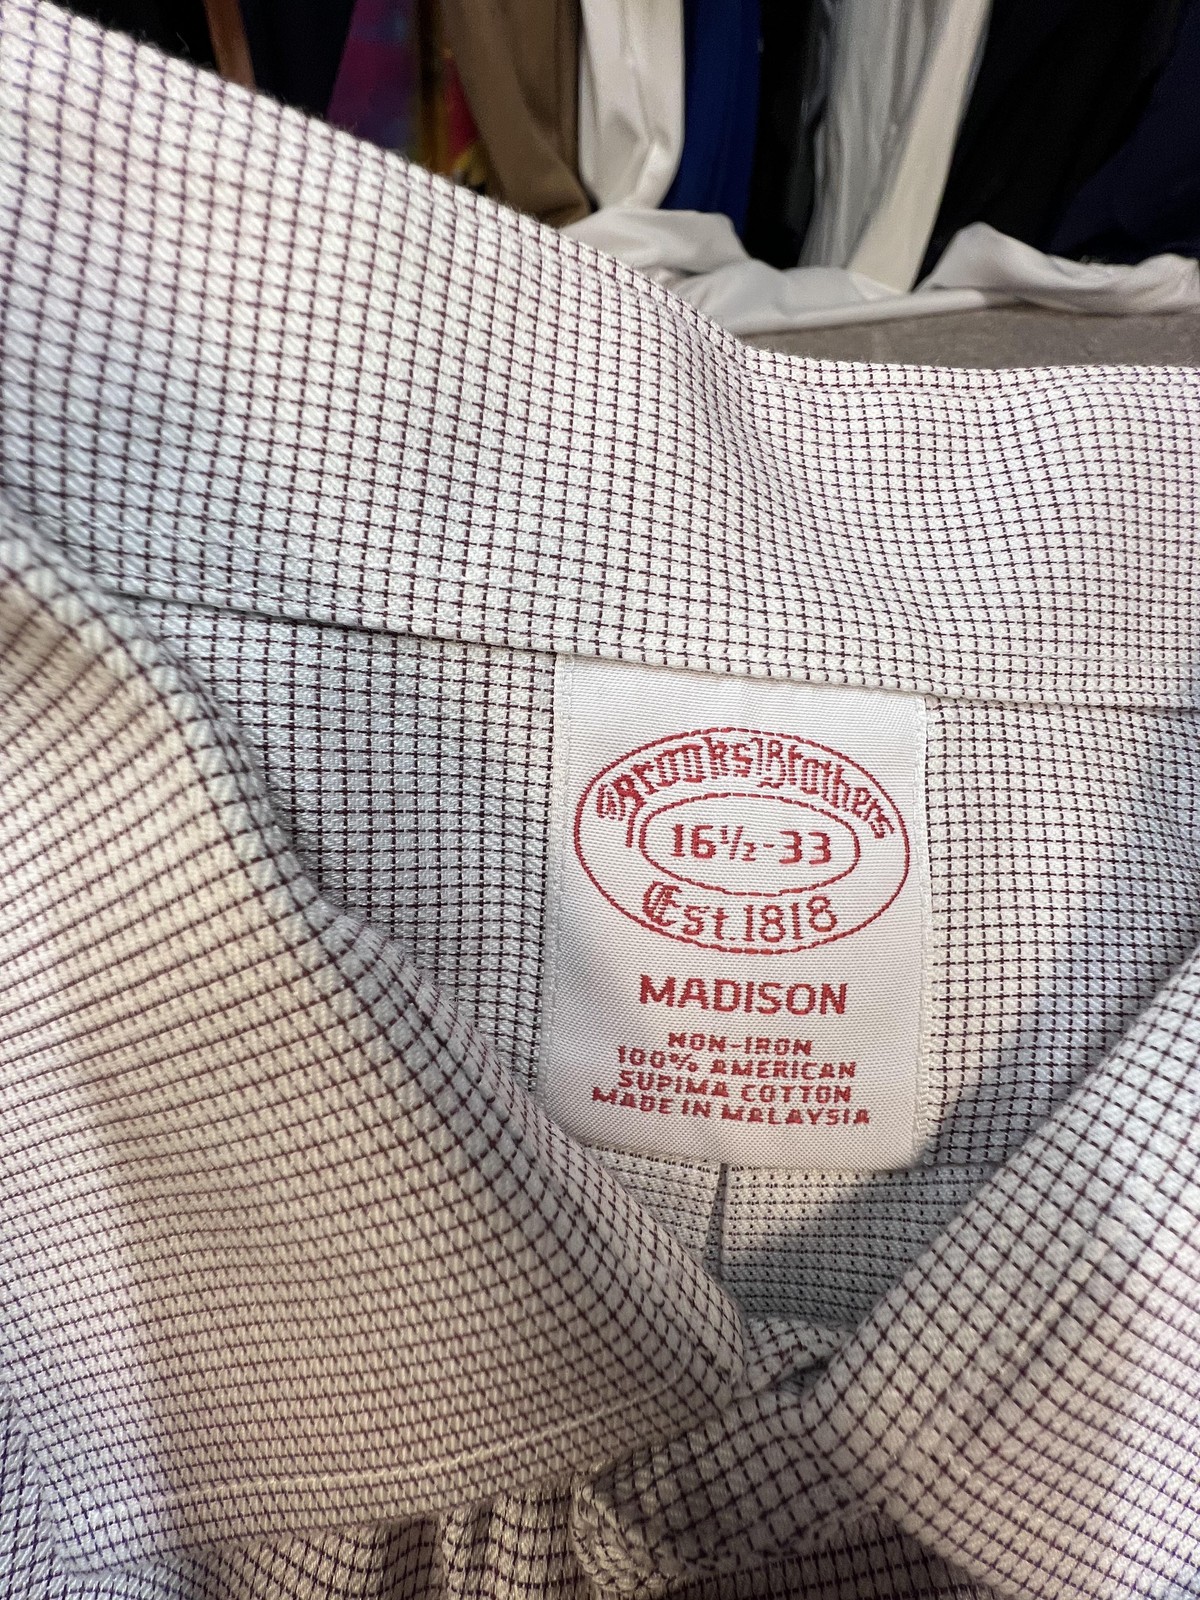 Brooks Brothers
16½-33
Est. 1818
MADISON
NON-IRON
100% AMERICAN
SUPIMA COTTON
MADE IN MALAYSIA